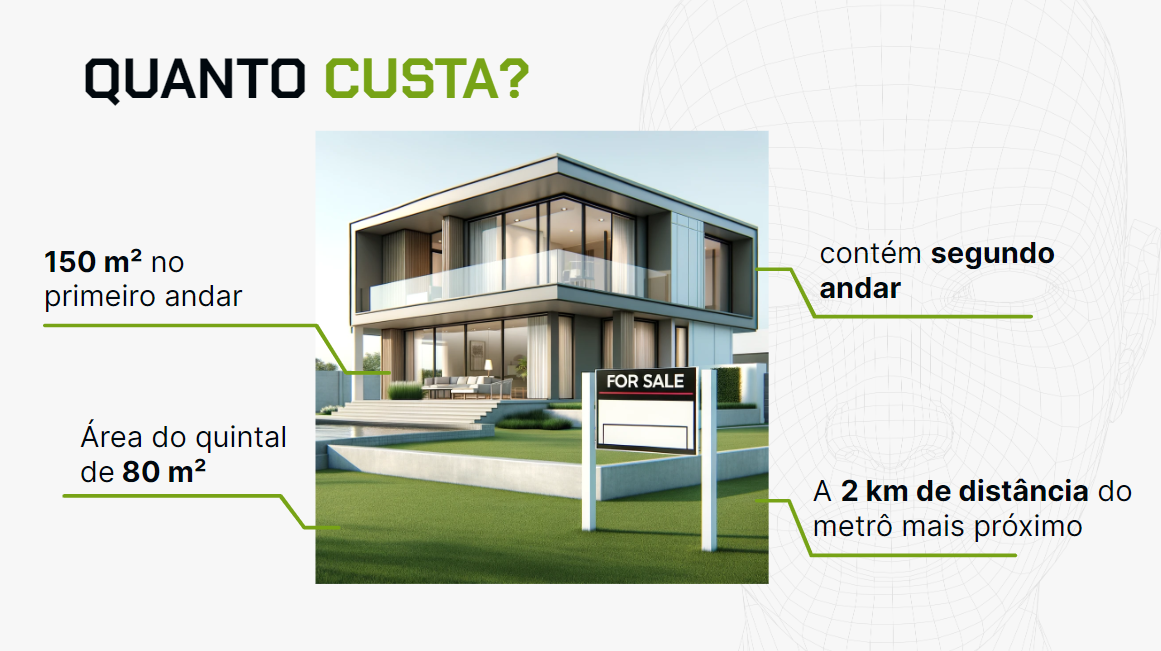 QUANTO CUSTA?
150 m² no
primeiro andar
contém segundo
andar
FOR SALE
Área do quintal
de 80 m²
A 2 km de distância do
metrô mais próximo